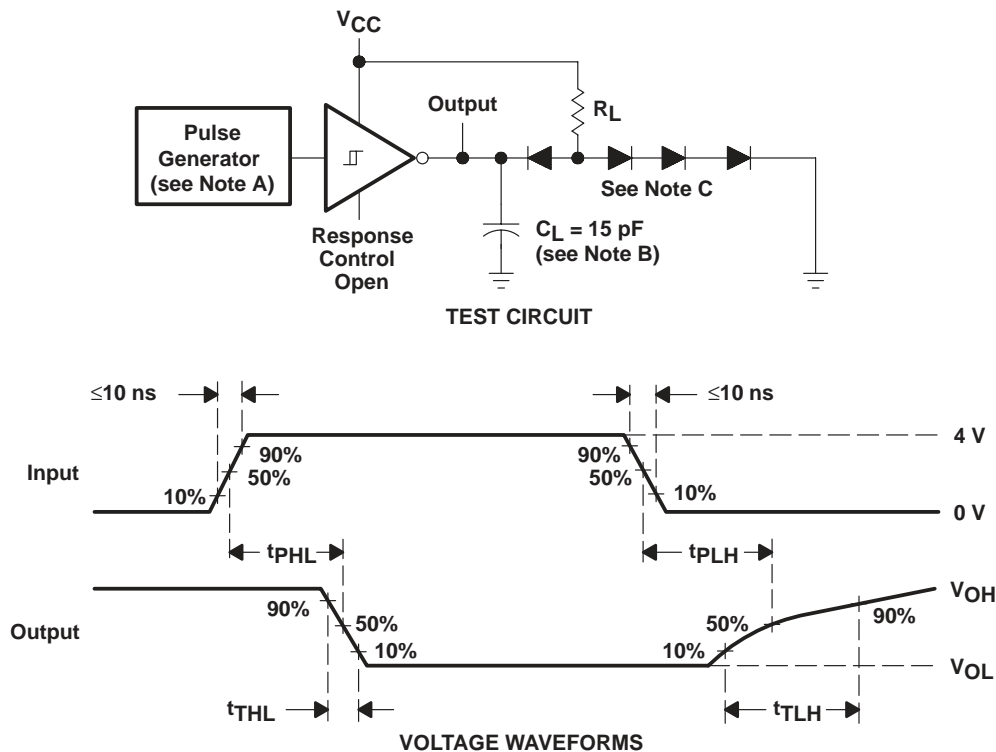 VCC
Output
RL
Pulse
Generator
(see Note A)
See Note C
Response
Control
Open
CL = 15 pF
(see Note B)
TEST CIRCUIT
≤10 ns
≤10 ns
Input
90%
50%
10%
90%
50%
10%
4 V
0 V
tPHL
tPLH
Output
90%
50%
10%
50%
10%
90%
VOH
VOL
tTHL
tTLH
VOLTAGE WAVEFORMS